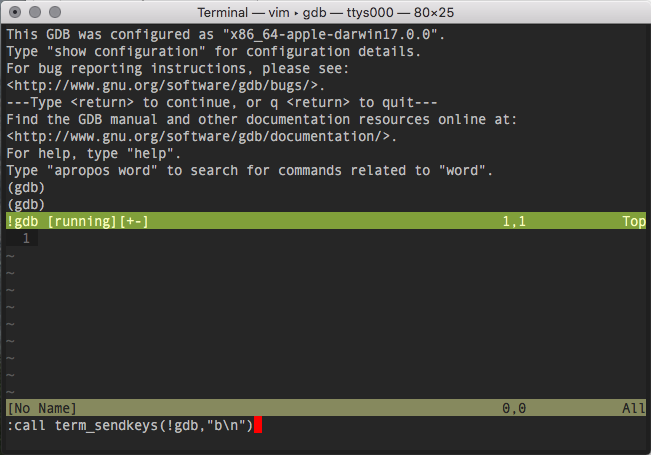 Terminal — vim ‣ gdb — ttys000 — 80×25
This GDB was configured as "x86_64-apple-darwin17.0.0".
Type "show configuration" for configuration details.
For bug reporting instructions, please see:
<http://www.gnu.org/software/gdb/bugs/>.
---Type <return> to continue, or q <return> to quit---
Find the GDB manual and other documentation resources online at:
<http://www.gnu.org/software/gdb/documentation/>.
For help, type "help".
Type "apropos word" to search for commands related to "word".
(gdb)
(gdb)
!gdb [running][+-] 1,1 Top
1
~
~
~
~
~
~
~
~
~
[No Name] 0,0 All
:call term_sendkeys(!gdb,"b\n")